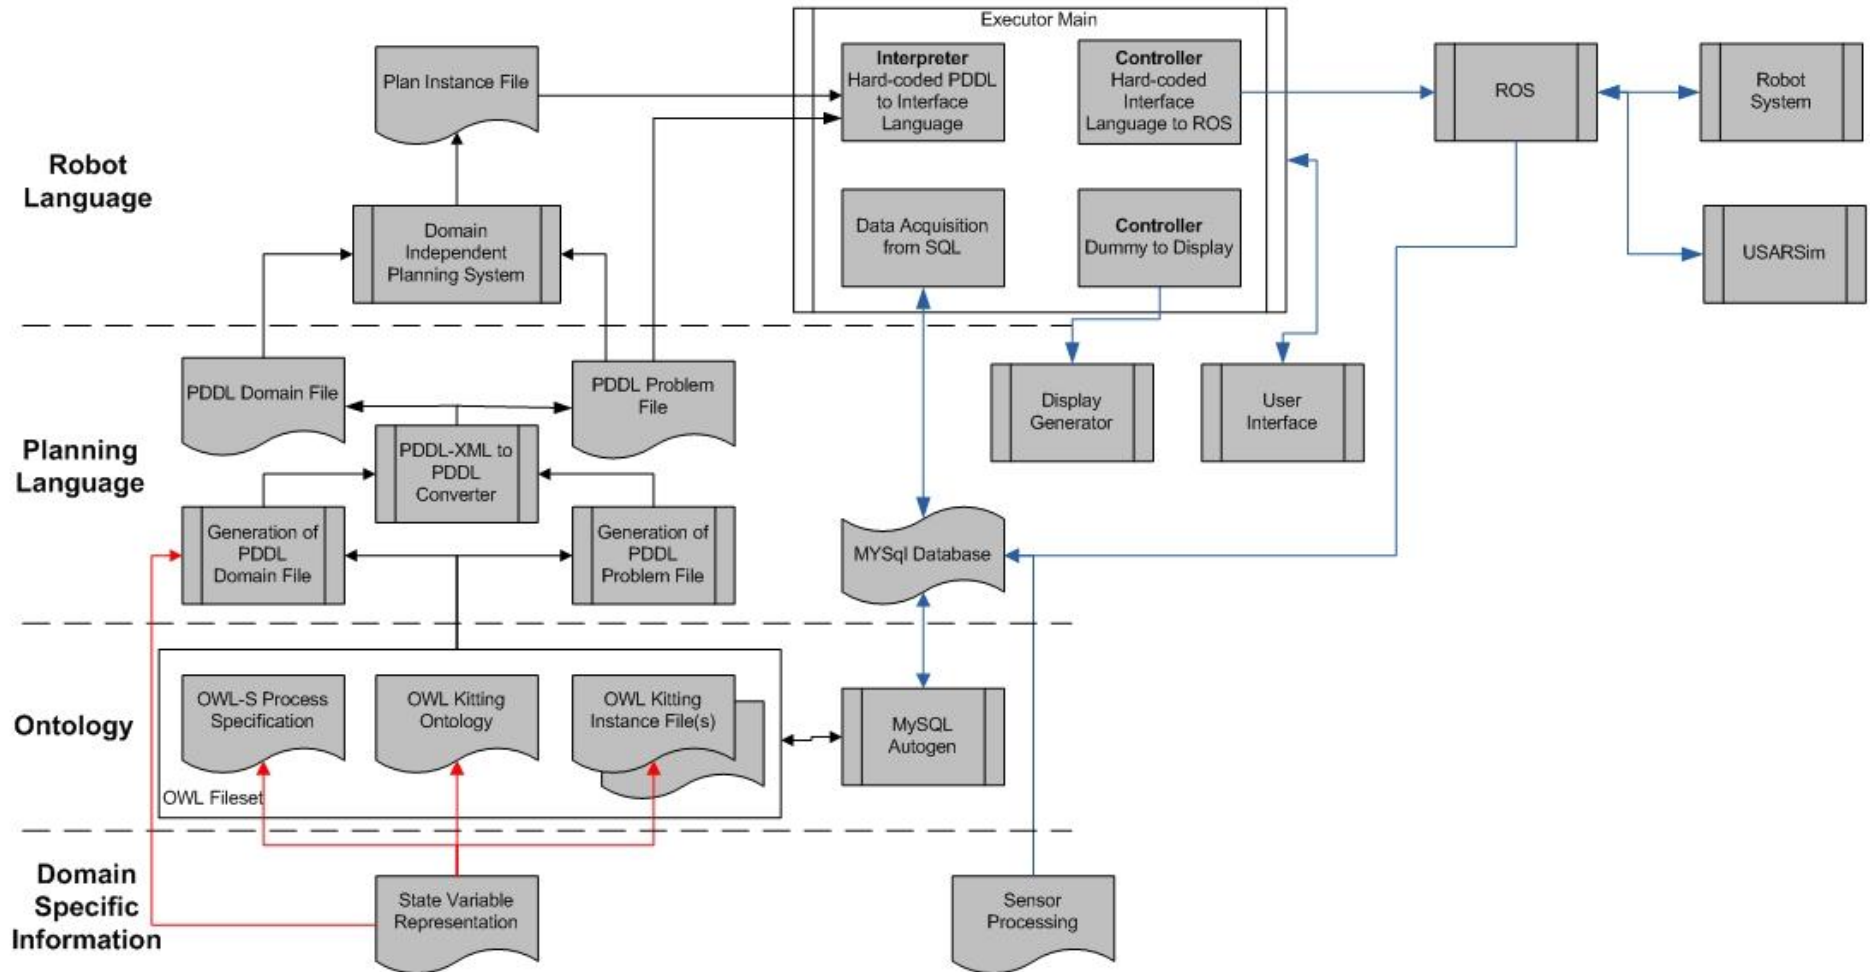 Executor Main
Plan Instance File
Interpreter
Hard-coded PDDL
to Interface
Language
Controller
Hard-coded
Interface
Language to ROS
ROS
Robot
System
Robot
Language
Domain
Independent
Planning System
Data Acquisition
from SQL
Controller
Dummy to Display
USARSim
PDDL Domain File
PDDL Problem
File
Display
Generator
User
Interface
Planning
Language
PDDL-XML to
PDDL
Converter
Generation of
PDDL
Domain File
Generation of
PDDL
Problem File
MYSql Database
Ontology
OWL-S Process
Specification
OWL Kitting
Ontology
OWL Kitting
Instance File(s)
MySQL
Autogen
OWL Fileset
Domain
Specific
Information
State Variable
Representation
Sensor
Processing